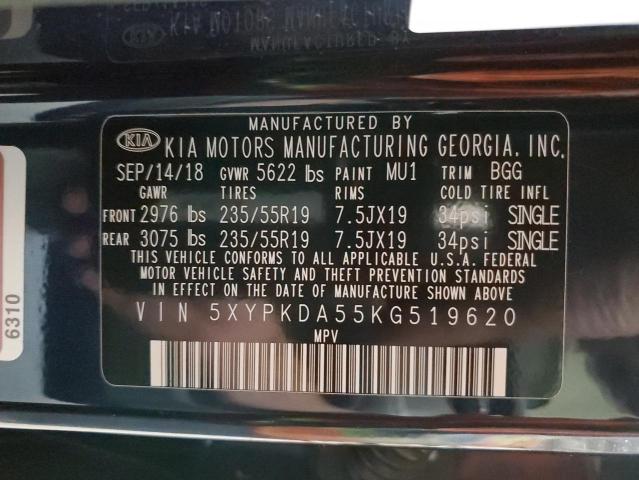 MANUFACTURED BY
KIA KIA MOTORS MANUFACTURING GEORGIA, INC.
SEP/14/18 GVWR 5622 lbs PAINT MU1 TRIM BGG
GAWR TIRES RIMS COLD TIRE INFL
FRONT 2976 lbs 235/55R19 7.5JX19 34psi SINGLE
REAR 3075 lbs 235/55R19 7.5JX19 34psi SINGLE
THIS VEHICLE CONFORMS TO ALL APPLICABLE U.S.A. FEDERAL
MOTOR VEHICLE SAFETY AND THEFT PREVENTION STANDARDS
IN EFFECT ON THE DATE OF MANUFACTURE SHOWN ABOVE
VIN 5XYPKDA55KG519620
MPV
6310